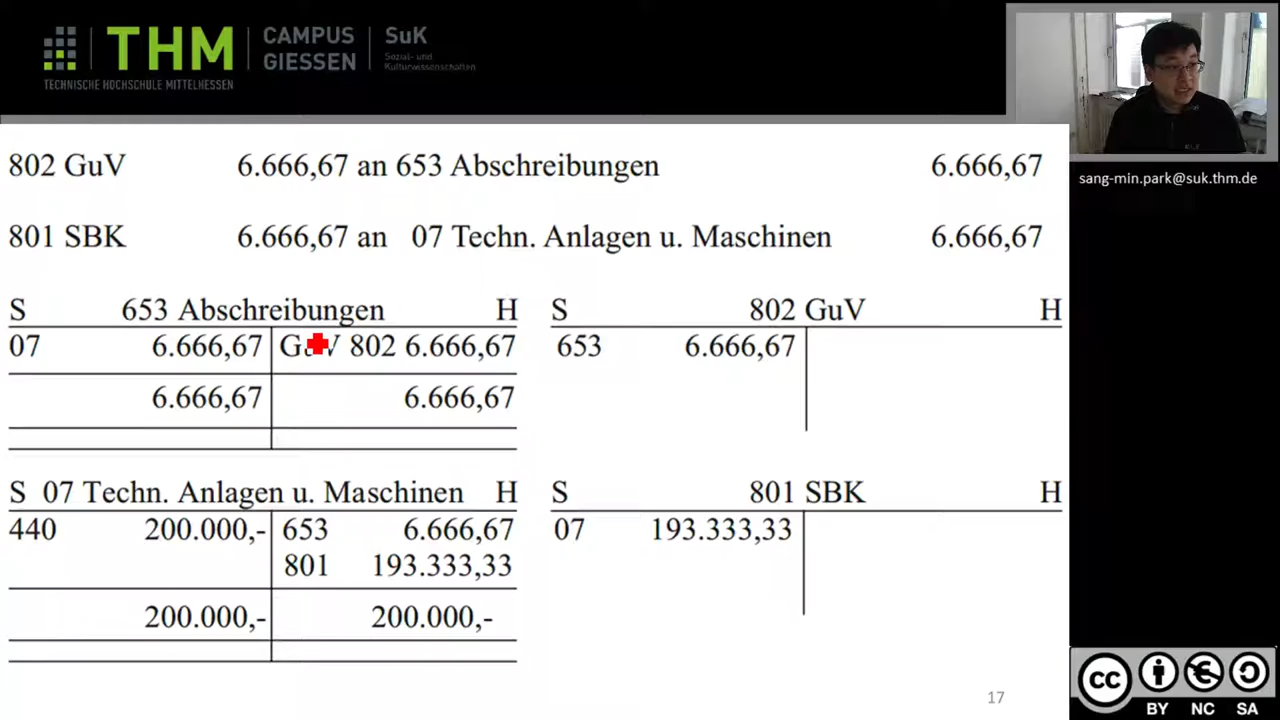 THM
TECHNISCHE HOCHSCHULE MITTELHESSEN
CAMPUS
GIESSEN
SuK
Sozial- und
Kulturwissenschaften
sang-min.park@suk.thm.de
802 GuV 6.666,67 an 653 Abschreibungen 6.666,67
801 SBK 6.666,67 an 07 Techn. Anlagen u. Maschinen 6.666,67
S 653 Abschreibungen H
07 6.666,67 GuV 802 6.666,67
6.666,67 6.666,67
S 802 GuV H
653 6.666,67
S 07 Techn. Anlagen u. Maschinen H
440 200.000,- 653 6.666,67
801 193.333,33
200.000,- 200.000,-
S 801 SBK H
07 193.333,33
17
cc
BY NC SA